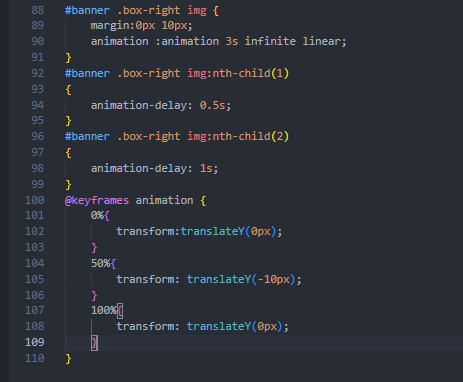 88 #banner .box-right img {
89     margin:0px 10px;
90     animation :animation 3s infinite linear;
91 }
92 #banner .box-right img:nth-child(1)
93 {
94     animation-delay: 0.5s;
95 }
96 #banner .box-right img:nth-child(2)
97 {
98     animation-delay: 1s;
99 }
100 @keyframes animation {
101     0%{
102         transform:translateY(0px);
103     }
104     50%{
105         transform: translateY(-10px);
106     }
107     100%{
108         transform: translateY(0px);
109     }
110 }